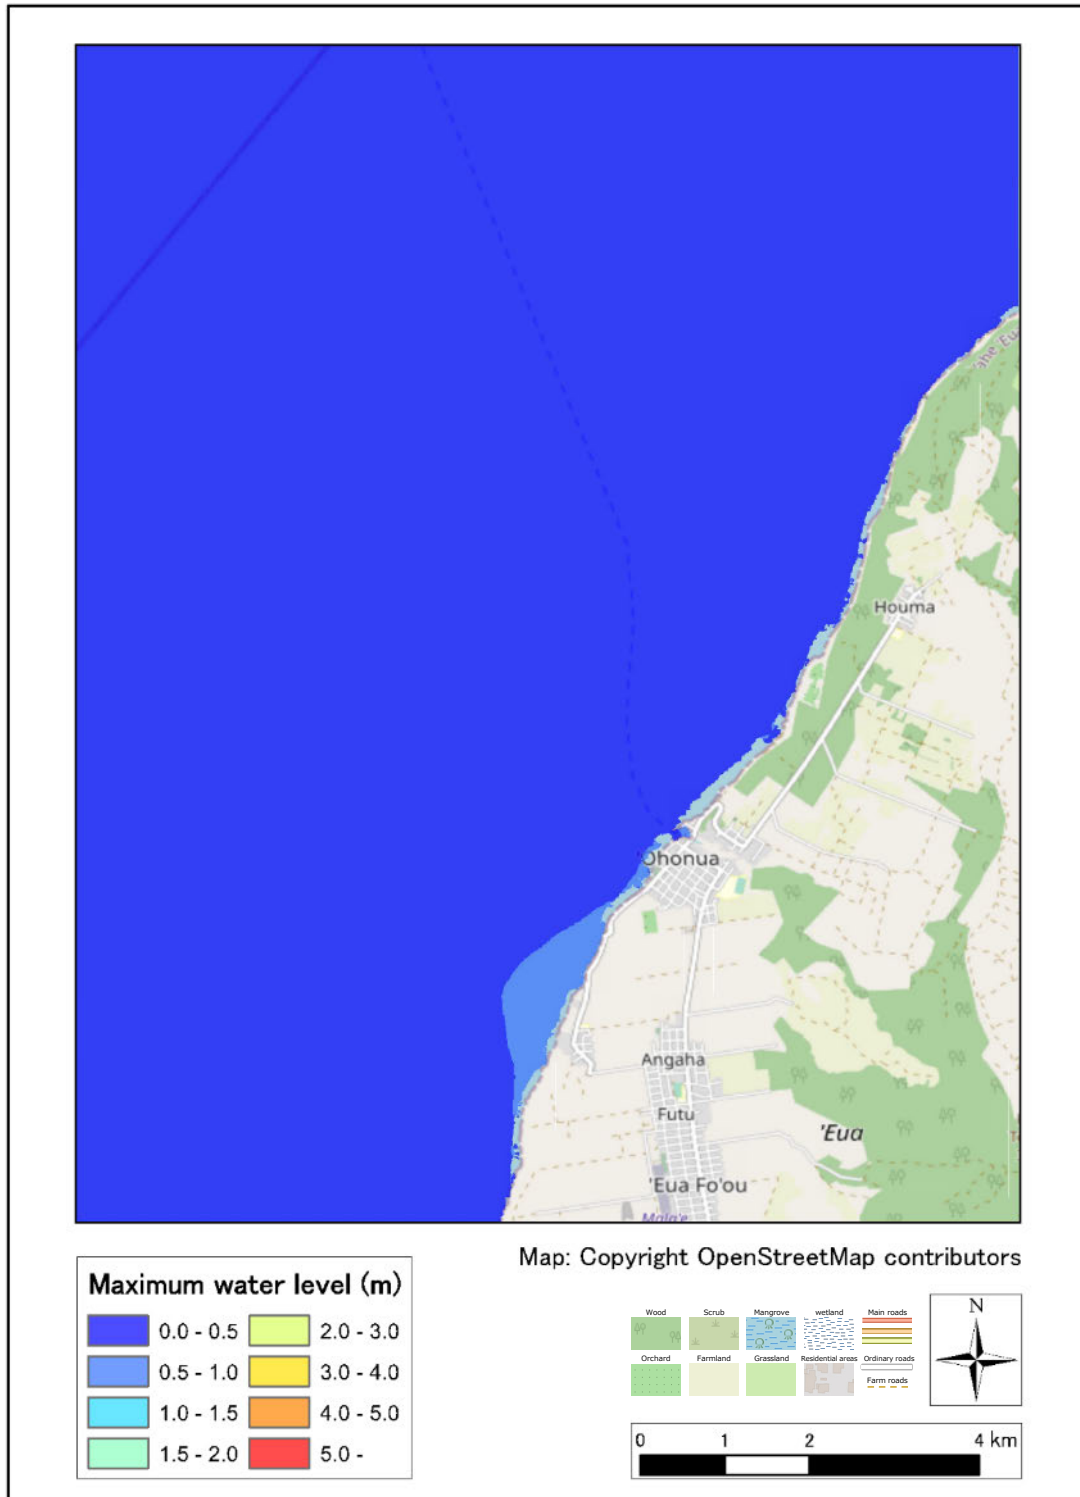 'ahe 'Eu
Houma
'Ohonua
Angaha
Futu
'Eua
'Eua Fo'ou
Mala'e
Map: Copyright OpenStreetMap contributors
Maximum water level (m)
0.0 - 0.5
2.0 - 3.0
0.5 - 1.0
3.0 - 4.0
1.0 - 1.5
4.0 - 5.0
1.5 - 2.0
5.0 -
Wood
Scrub
Mangrove
wetland
Main roads
Orchard
Farmland
Grassland
Residential areas
Ordinary roads
Farm roads
N
0 1 2 4 km